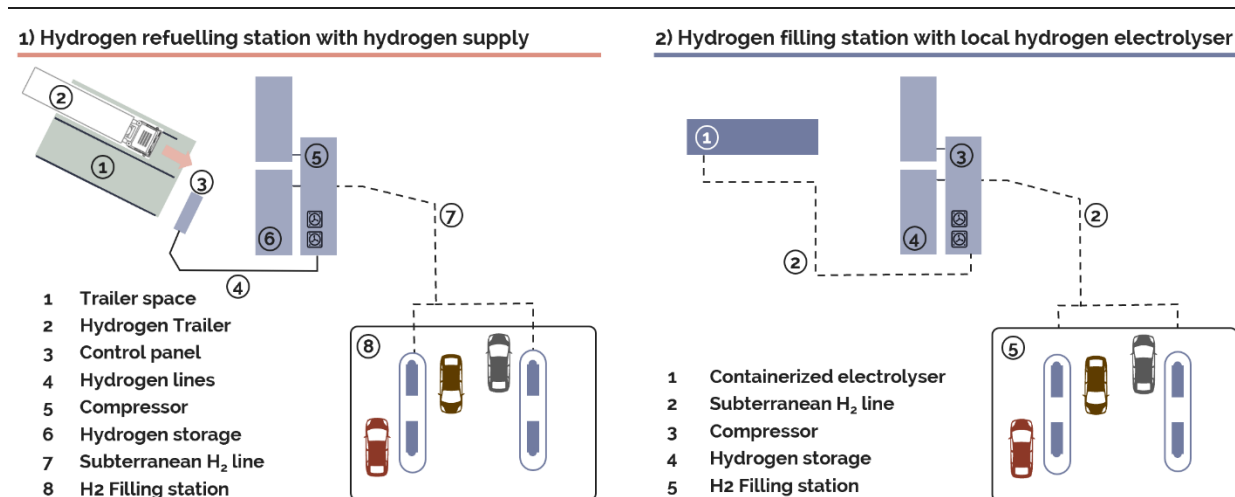 1) Hydrogen refuelling station with hydrogen supply
2
1
3
5
6
4
7
8
1 Trailer space
2 Hydrogen Trailer
3 Control panel
4 Hydrogen lines
5 Compressor
6 Hydrogen storage
7 Subterranean H₂ line
8 H2 Filling station
2) Hydrogen filling station with local hydrogen electrolyser
1
3
4
2
2
5
1 Containerized electrolyser
2 Subterranean H₂ line
3 Compressor
4 Hydrogen storage
5 H2 Filling station